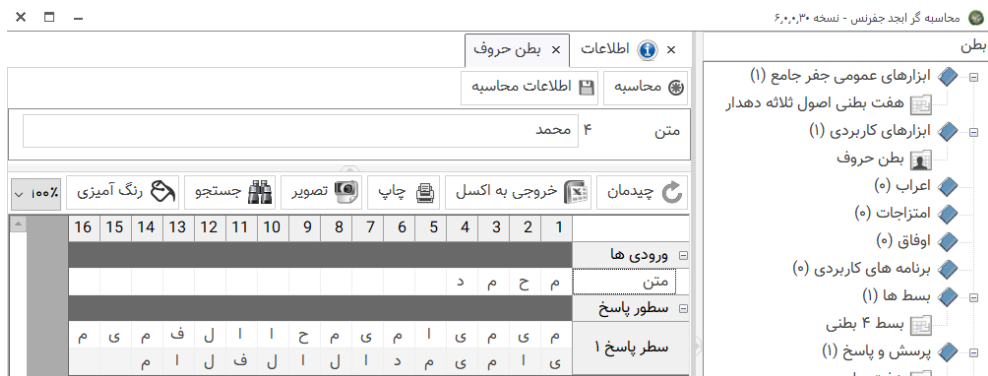 محاسبه گر ابجد جفرنس - نسخه ۶,۰,۰,۳۰
بطن
ابزارهای عمومی جفر جامع (۱)
هفت بطنی اصول ثلاثه دهدار
ابزارهای کاربردی (۱)
بطن حروف
اعراب (۰)
امتزاجات (۰)
اوفاق (۰)
برنامه های کاربردی (۰)
بسط ها (۱)
بسط ۴ بطنی
پرسش و پاسخ (۱)
اطلاعات × بطن حروف ×
محاسبه اطلاعات محاسبه
متن ۴ محمد
چیدمان خروجی به اکسل چاپ تصویر جستجو رنگ آمیزی ۱۰۰٪
1 2 3 4 5 6 7 8 9 10 11 12 13 14 15 16
ورودی ها
متن م ح م د
سطور پاسخ
سطر پاسخ ۱
م ی م ی ا م ی م ح ا ا ل ف م ی م
ی ا م ی م د ا ل ا ل ف ل ا م